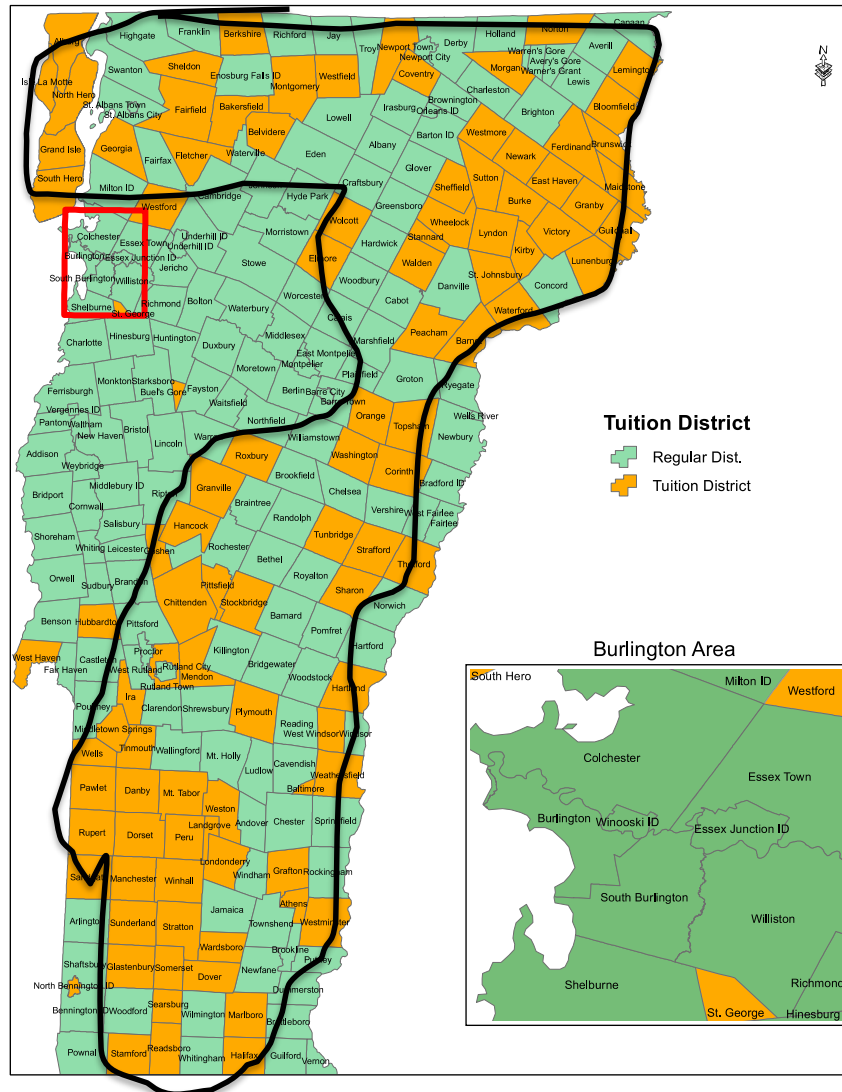 Alburg
Highgate
Franklin
Berkshire
Richford
Jay
Troy
Newport Town
Newport City
Derby
Holland
Norton
Canaan
Warren's Gore
Avery's Gore
Warner's Grant
Averill
Lewis
Lemington
Swanton
Sheldon
Enosburg Falls ID
Montgomery
Westfield
Coventry
Morgan
Charleston
Bloomfield
Isle La Motte
North Hero
St. Albans Town
St. Albans City
Fairfield
Bakersfield
Lowell
Irasburg
Brownington
Orleans ID
Brighton
Brunswick
Grand Isle
Georgia
Fairfax
Fletcher
Belvidere
Waterville
Eden
Albany
Barton ID
Westmore
Ferdinand
Newark
South Hero
Milton ID
Westford
Cambridge
Hyde Park
Craftsbury
Glover
Greensboro
Sheffield
Sutton
East Haven
Maidstone
Burke
Granby
Colchester
Essex Town
Underhill ID
Underhill ID
Morristown
Wolcott
Hardwick
Stannard
Wheelock
Lyndon
Victory
Guildhall
Burlington
Essex Junction ID
Jericho
Stowe
Elmore
Walden
Kirby
Lunenburg
South Burlington
Williston
Bolton
Woodbury
Danville
St. Johnsbury
Concord
Shelburne
St. George
Richmond
Waterbury
Worcester
Cabot
Waterford
Charlotte
Hinesburg
Huntington
Duxbury
Middlesex
Calais
Marshfield
Peacham
Barnet
East Montpelier
Montpelier
Moretown
Plainfield
Groton
Ryegate
Ferrisburg
Monkton
Starksboro
Buel's Gore
Fayston
Waitsfield
Berlin
Barre City
Barre Town
Vergennes ID
Panton
Waltham
New Haven
Bristol
Lincoln
Warren
Northfield
Williamstown
Orange
Topsham
Wells River
Newbury
Addison
Weybridge
Roxbury
Brookfield
Washington
Corinth
Bradford ID
Bridport
Middlebury ID
Ripton
Granville
Braintree
Chelsea
Cornwall
Salisbury
Hancock
Randolph
Vershire
West Fairlee
Fairlee
Shoreham
Whiting
Leicester
Goshen
Rochester
Tunbridge
Strafford
Thetford
Orwell
Sudbury
Brandon
Bethel
Royalton
Sharon
Norwich
Benson
Hubbardton
Pittsford
Chittenden
Pittsfield
Stockbridge
Barnard
Pomfret
Hartford
West Haven
Fair Haven
Castleton
Proctor
West Rutland
Rutland City
Rutland Town
Mendon
Killington
Bridgewater
Woodstock
Hartland
Poultney
Ira
Clarendon
Shrewsbury
Plymouth
Reading
West Windsor
Windsor
Middletown Springs
Wells
Tinmouth
Wallingford
Mt. Holly
Ludlow
Cavendish
Weathersfield
Baltimore
Pawlet
Danby
Mt. Tabor
Weston
Andover
Chester
Springfield
Rupert
Dorset
Peru
Landgrove
Londonderry
Windham
Grafton
Rockingham
Sandgate
Manchester
Winhall
Jamaica
Athens
Westminster
Arlington
Sunderland
Stratton
Townshend
Wardsboro
Brookline
Putney
Shaftsbury
Glastenbury
Somerset
Dover
Newfane
Dummerston
North Bennington ID
Bennington ID
Woodford
Searsburg
Wilmington
Marlboro
Brattleboro
Pownal
Stamford
Readsboro
Whitingham
Halifax
Guilford
Vernon
N
Tuition District
Regular Dist.
Tuition District
Burlington Area
South Hero
Milton ID
Westford
Colchester
Essex Town
Burlington
Winooski ID
Essex Junction ID
South Burlington
Williston
Shelburne
Richmond
St. George
Hinesburg